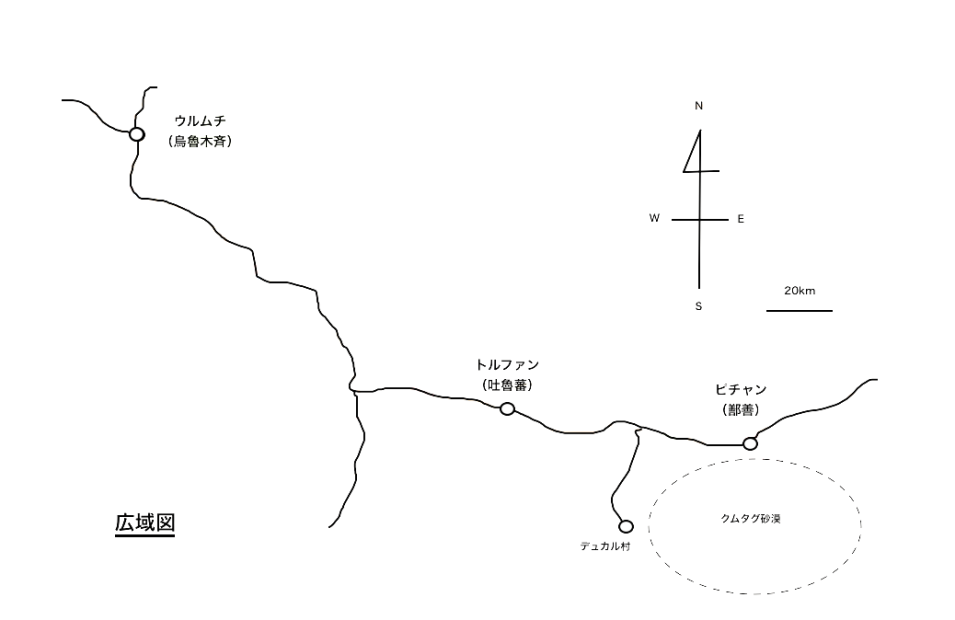 ウルムチ
（烏魯木斉）
N
W
E
S
20km
トルファン
（吐魯蕃）
ピチャン
（鄯善）
クムタグ砂漠
デュカル村
広域図